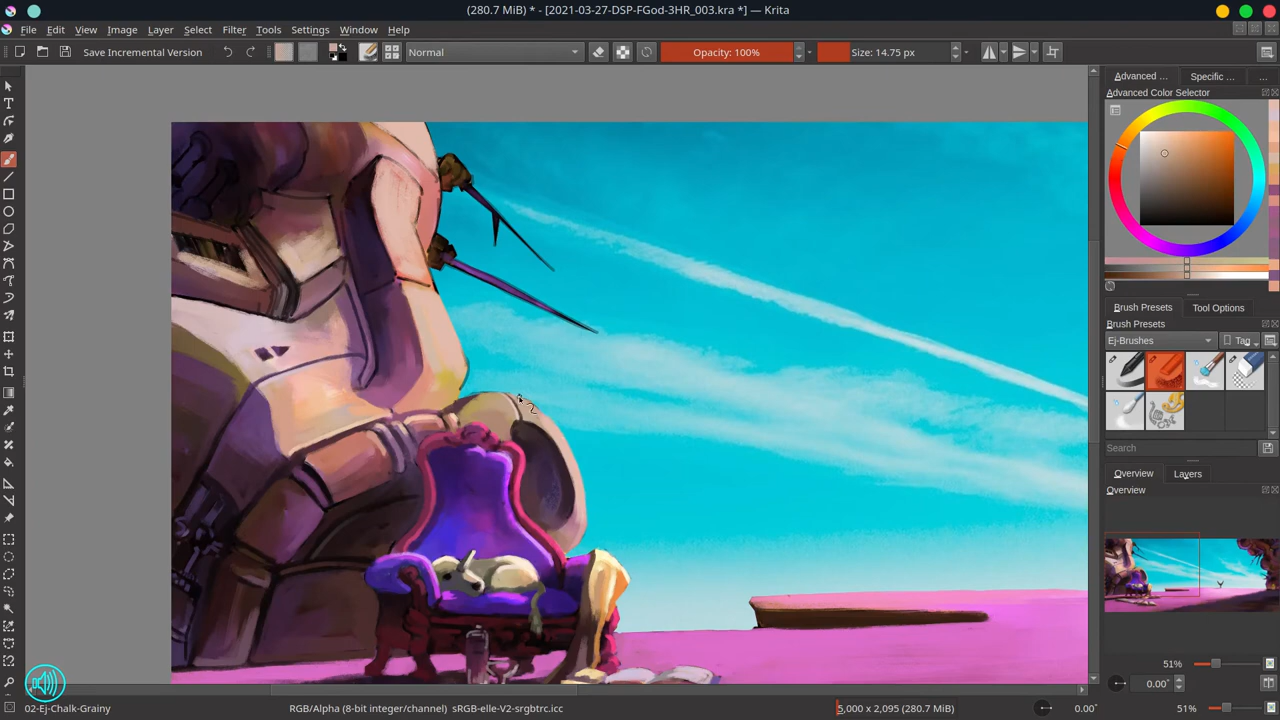 (280.7 MiB) * - [2021-03-27-DSP-FGod-3HR_003.kra *] — Krita
File Edit View Image Layer Select Filter Tools Settings Window Help
Save Incremental Version Normal Opacity: 100% Size: 14.75 px
Advanced ... Specific ... ...
Advanced Color Selector
Brush Presets Tool Options
Brush Presets
Ej-Brushes Tag
Search
Overview Layers
Overview
51%
0.00°
02-Ej-Chalk-Grainy RGB/Alpha (8-bit integer/channel) sRGB-elle-V2-srgbtrc.icc 5,000 x 2,095 (280.7 MiB) 0.00° 51%